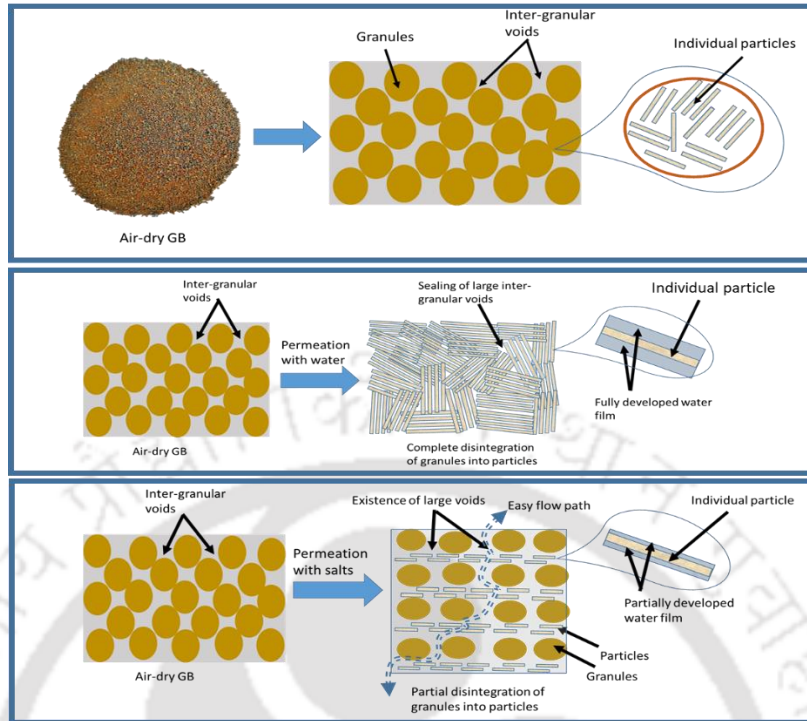 Granules
Inter-granular
voids
Individual particles
Air-dry GB
Inter-granular
voids
Permeation
with water
Air-dry GB
Sealing of large inter-
granular voids
Complete disintegration
of granules into particles
Individual particle
Fully developed water
film
Inter-granular
voids
Permeation
with salts
Air-dry GB
Existence of large voids
Easy flow path
Individual particle
Partially developed
water film
Particles
Granules
Partial disintegration of
granules into particles